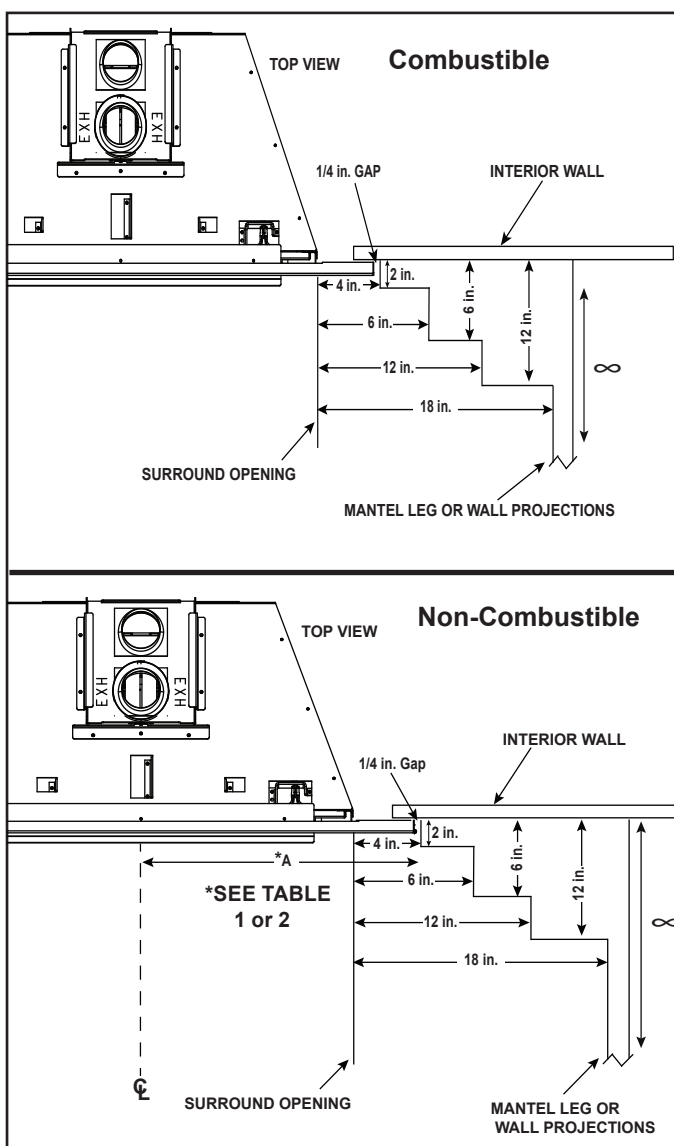 TOP VIEW
Combustible
EXH
EXH
1/4 in. GAP
INTERIOR WALL
2 in.
4 in.
6 in.
6 in.
12 in.
12 in.
18 in.
∞
SURROUND OPENING
MANTEL LEG OR WALL PROJECTIONS
TOP VIEW
Non-Combustible
EXH
EXH
1/4 in. Gap
INTERIOR WALL
2 in.
4 in.
*A
6 in.
6 in.
*SEE TABLE
1 or 2
12 in.
12 in.
18 in.
∞
CL
SURROUND OPENING
MANTEL LEG OR
WALL PROJECTIONS